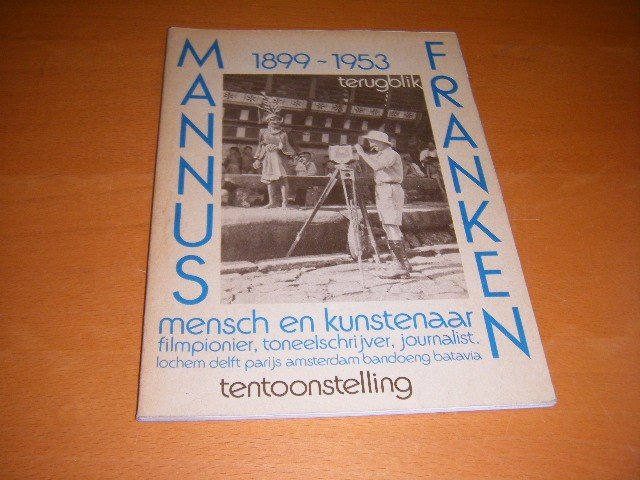 MANNUS
FRANKEN
1899-1953
terugblik
mensch en kunstenaar
filmpionier, toneelschrijver, journalist.
lochem delft parijs amsterdam bandoeng batavia
tentoonstelling